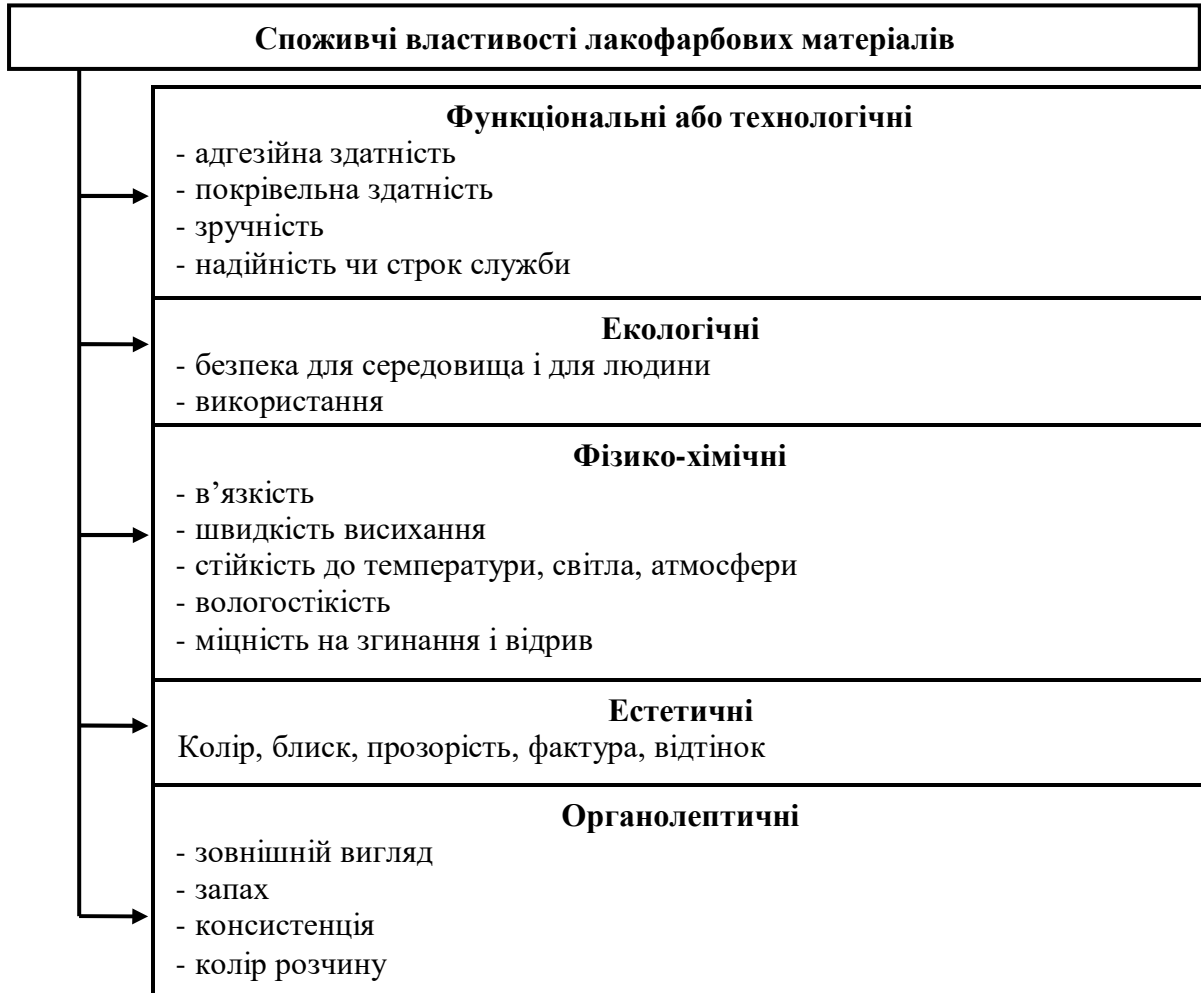 Споживчі властивості лакофарбових матеріалів
Функціональні або технологічні
- адгезійна здатність
- покрівельна здатність
- зручність
- надійність чи строк служби
Екологічні
- безпека для середовища і для людини
- використання
Фізико-хімічні
- в’язкість
- швидкість висихання
- стійкість до температури, світла, атмосфери
- вологостікість
- міцність на згинання і відрив
Естетичні
Колір, блиск, прозорість, фактура, відтінок
Органолептичні
- зовнішній вигляд
- запах
- консистенція
- колір розчину